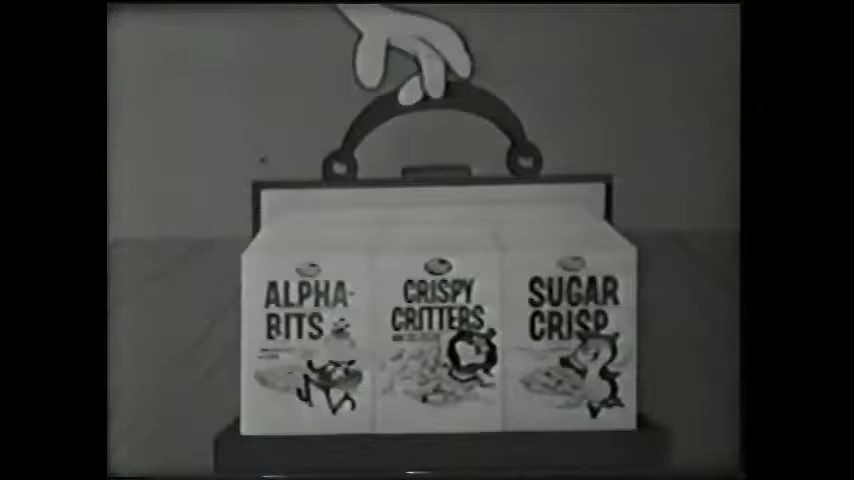 ALPHA-
BITS
CRISPY
CRITTERS
SUGAR
CRISP